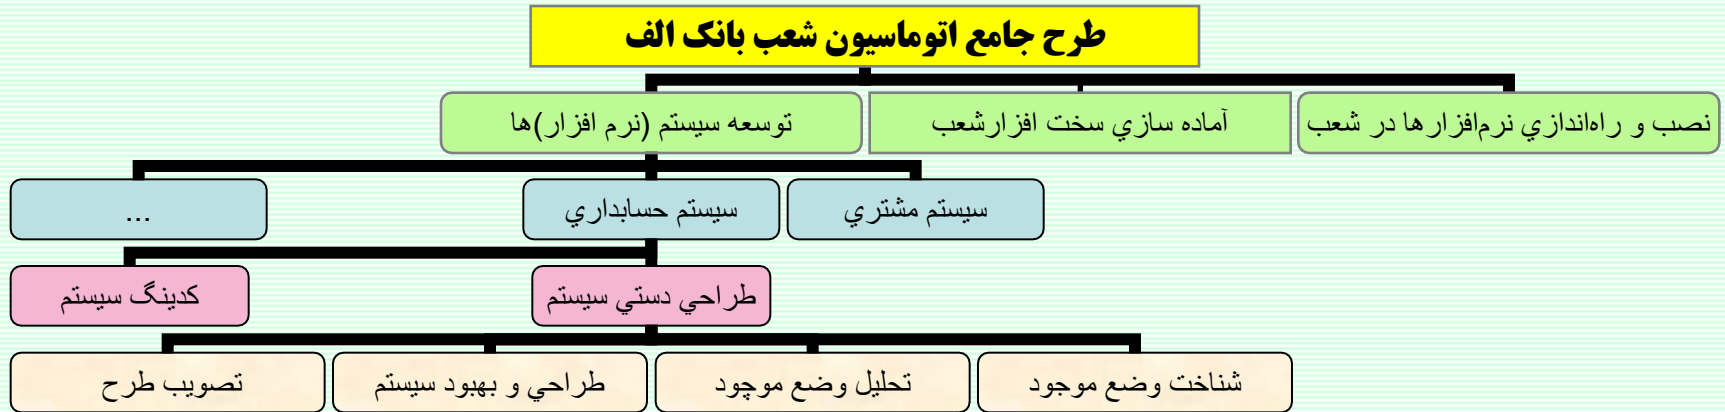 طرح جامع اتوماسيون شعب بانک الف
نصب و راه‌اندازي نرم‌افزارها در شعب
آماده سازي سخت افزارشعب
توسعه سيستم (نرم افزار)ها
سيستم مشتري
سيستم حسابداري
...
طراحي دستي سيستم
کدينگ سيستم
شناخت وضع موجود
تحليل وضع موچود
طراحي و بهبود سيستم
تصويب طرح